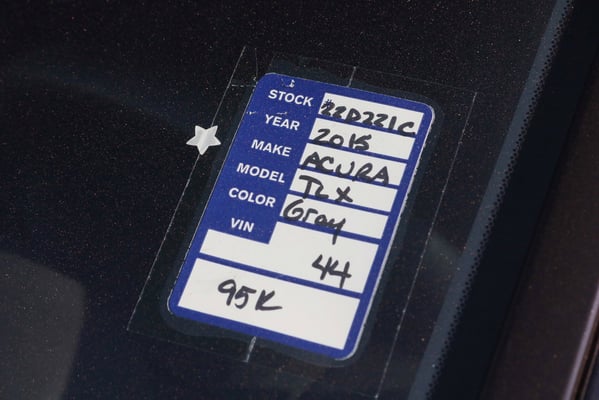 STOCK #22D221C
YEAR 2015
MAKE ACURA
MODEL TLX
COLOR Gray
VIN
44
95K